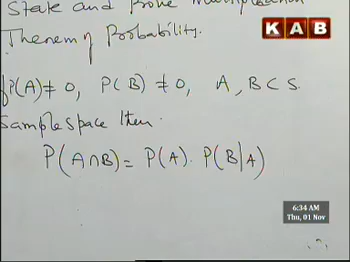 State and Prove Multiplication
Theorem of Probability.
KAB
If P(A) ≠ 0, P(B) ≠ 0, A, B ⊂ S.
Sample space then.
P(A∩B) = P(A). P(B|A)
6:34 AM
Thu, 01 Nov